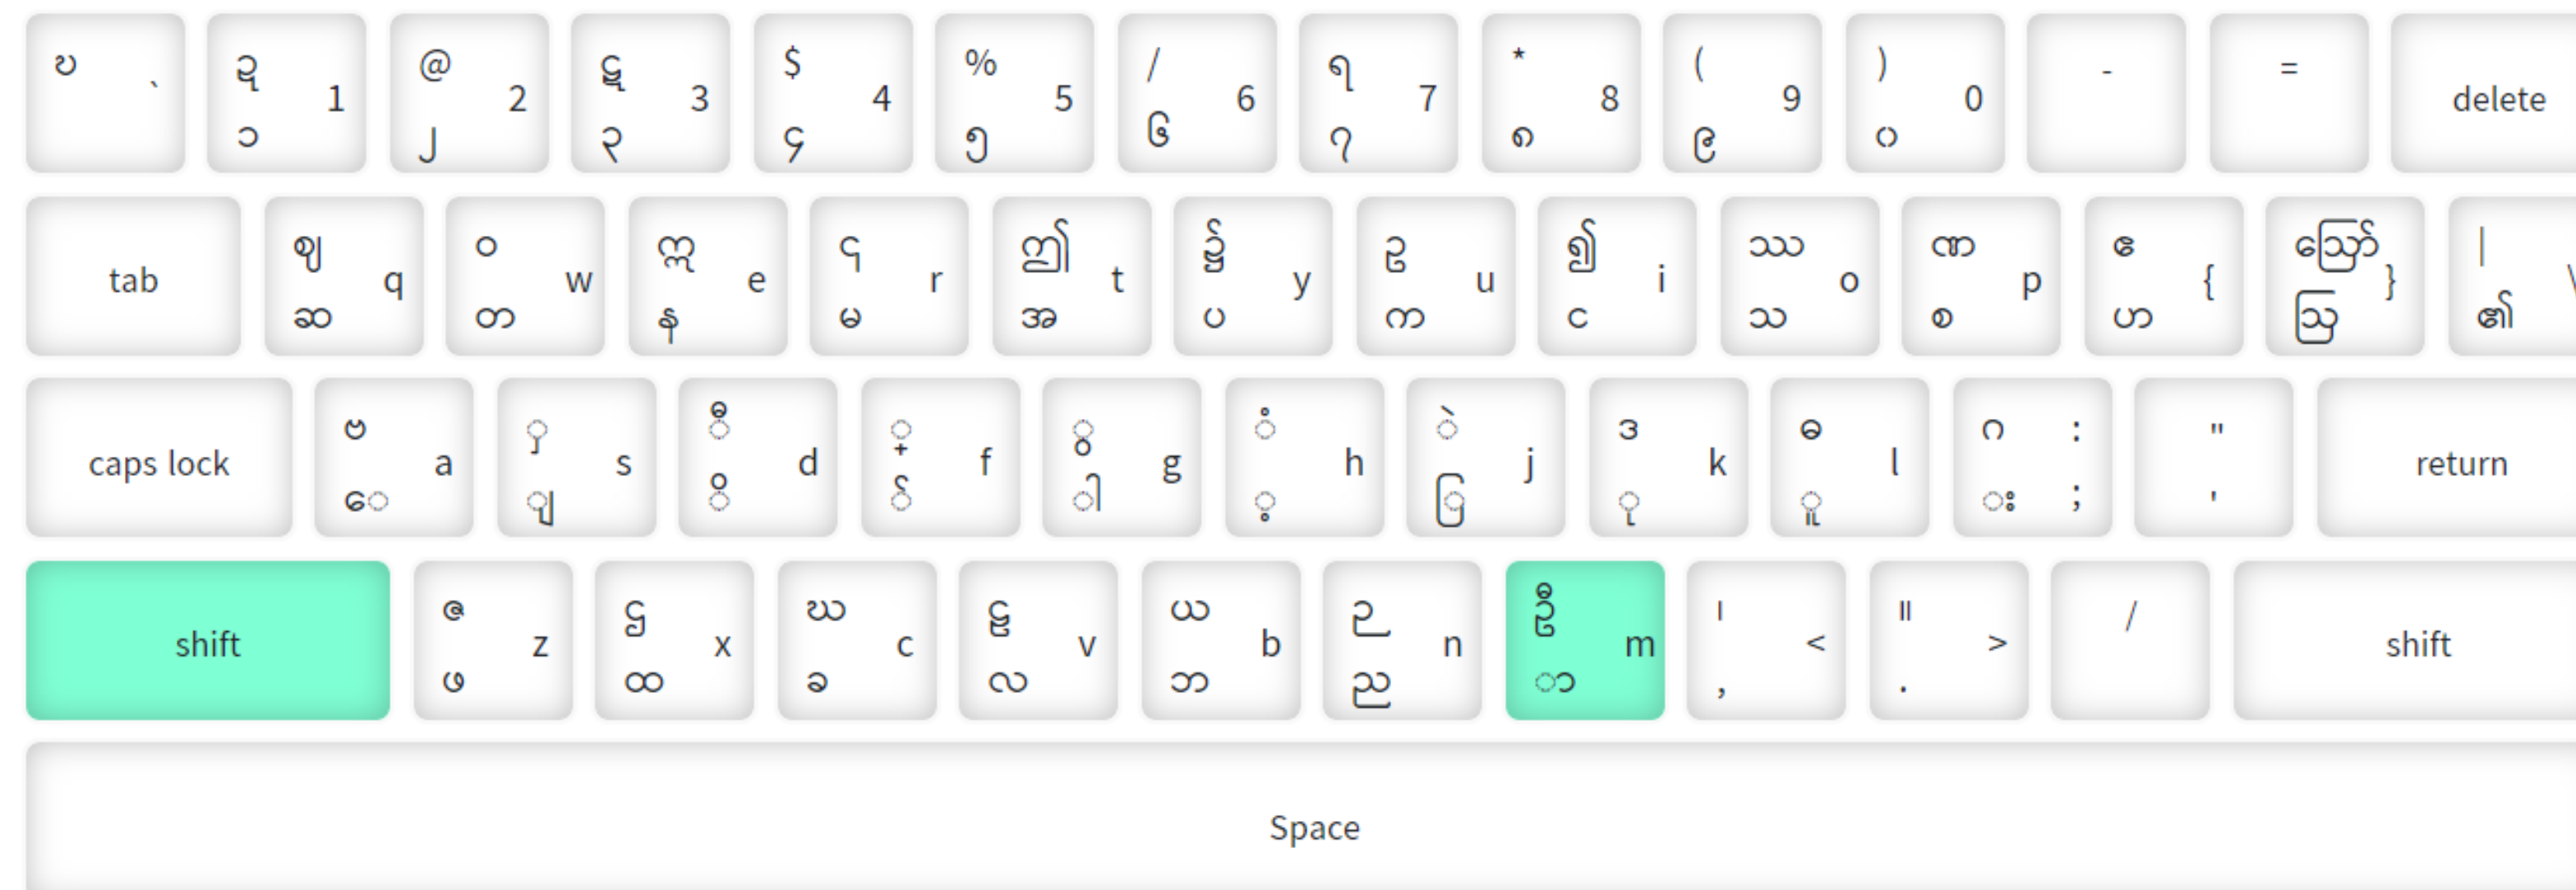 ၿ ` ဍ 1 ၁ @ 2 ၂ ဋ္ဌ 3 ၃ $ 4 ၄ % 5 ၅ / 6 ၆ ရ 7 ၇ * 8 ၈ ( 9 ၉ ) 0 ၀ - = delete
tab ဈ q ဆ ဝ w တ ဣ e န ၎ r မ ဤ t အ y ပ ဥ u က ၍ i င ဿ o သ ဏ p စ ဧ { ဟ ဪ } ဩ | \ ၏
caps lock ဗ a ေ ှ s ျ ီ d ိ ္ f ် ွ g ါ ံ h ့ ဲ j ြ ဒ k ု ဓ l ူ ဂ : း ; " ' return
shift ဇ z ဖ ဌ x ထ ဃ c ခ ဠ v လ ယ b ဘ ဉ n ည ဦ m ာ ၊ < , ။ > . / shift
Space